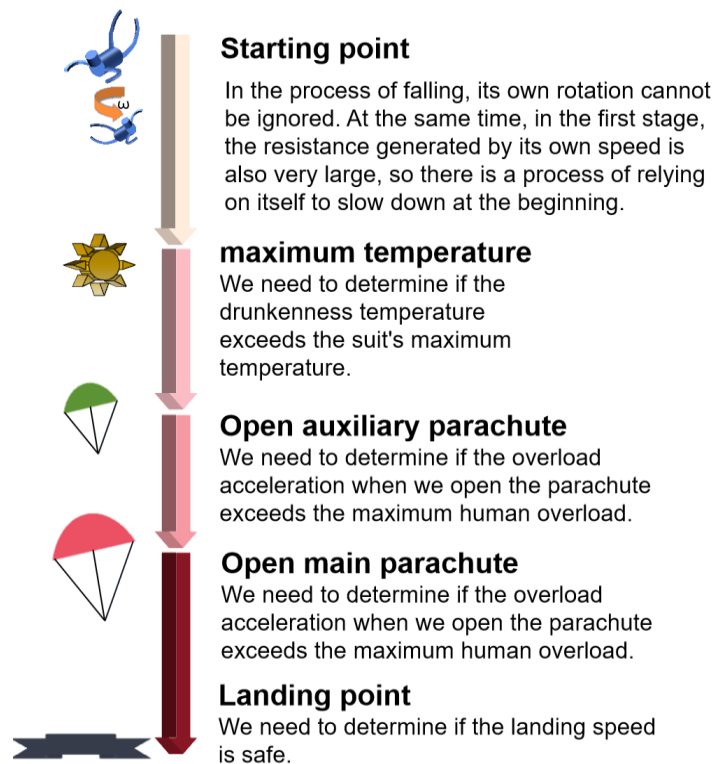 Starting point
In the process of falling, its own rotation cannot
be ignored. At the same time, in the first stage,
the resistance generated by its own speed is
also very large, so there is a process of relying
on itself to slow down at the beginning.
ω
maximum temperature
We need to determine if the
drunkenness temperature
exceeds the suit's maximum
temperature.
Open auxiliary parachute
We need to determine if the overload
acceleration when we open the parachute
exceeds the maximum human overload.
Open main parachute
We need to determine if the overload
acceleration when we open the parachute
exceeds the maximum human overload.
Landing point
We need to determine if the landing speed
is safe.